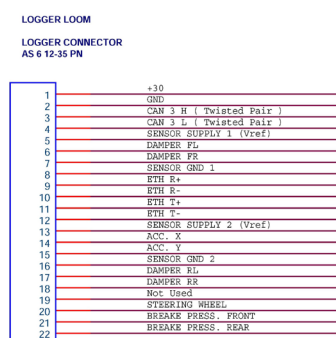 LOGGER LOOM
LOGGER CONNECTOR
AS 6 12-35 PN
1 +30
2 GND
3 CAN 3 H ( Twisted Pair )
4 CAN 3 L ( Twisted Pair )
5 SENSOR SUPPLY 1 (Vref)
6 DAMPER FL
7 DAMPER FR
8 SENSOR GND 1
9 ETH R+
10 ETH R-
11 ETH T+
12 ETH T-
13 SENSOR SUPPLY 2 (Vref)
14 ACC. X
15 ACC. Y
16 SENSOR GND 2
17 DAMPER RL
18 DAMPER RR
19 Not Used
20 STEERING WHEEL
21 BREAKE PRESS. FRONT
22 BREAKE PRESS. REAR